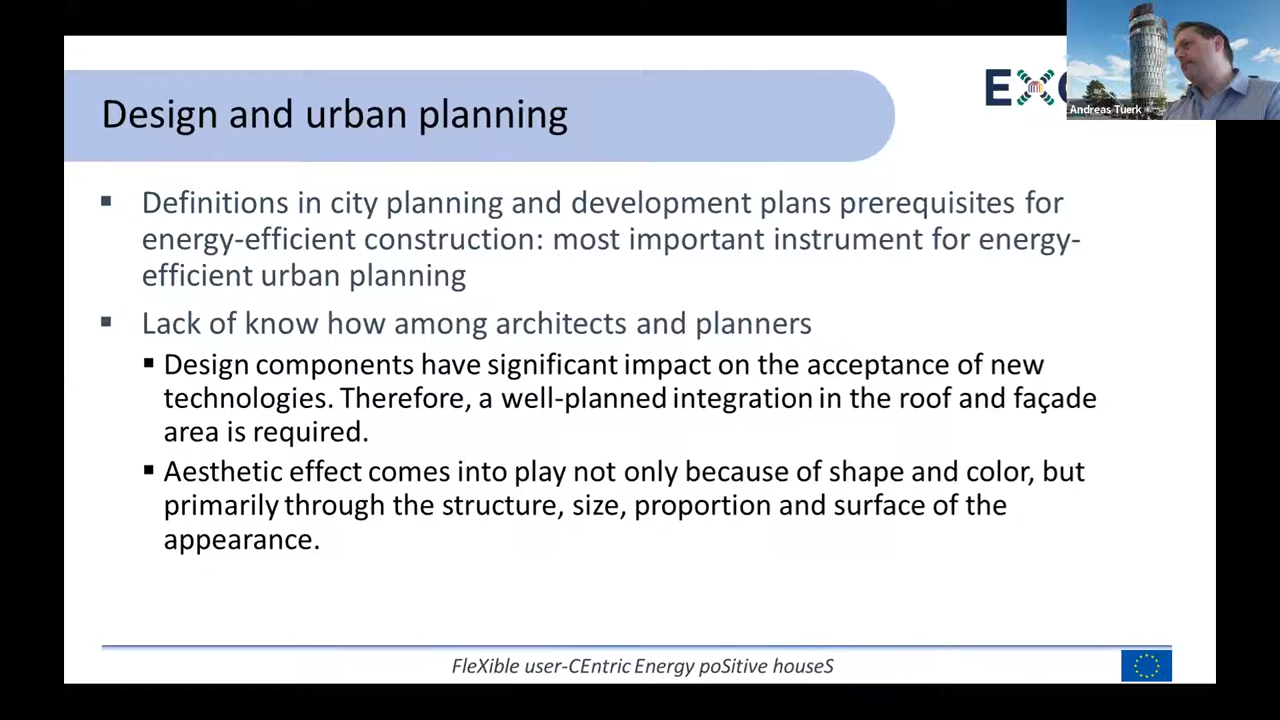 Design and urban planning
Andreas Tuerk
▪ Definitions in city planning and development plans prerequisites for
energy-efficient construction: most important instrument for energy-
efficient urban planning
▪ Lack of know how among architects and planners
▪ Design components have significant impact on the acceptance of new
technologies. Therefore, a well-planned integration in the roof and façade
area is required.
▪ Aesthetic effect comes into play not only because of shape and color, but
primarily through the structure, size, proportion and surface of the
appearance.
FleXible user-CEntric Energy poSitive houseS